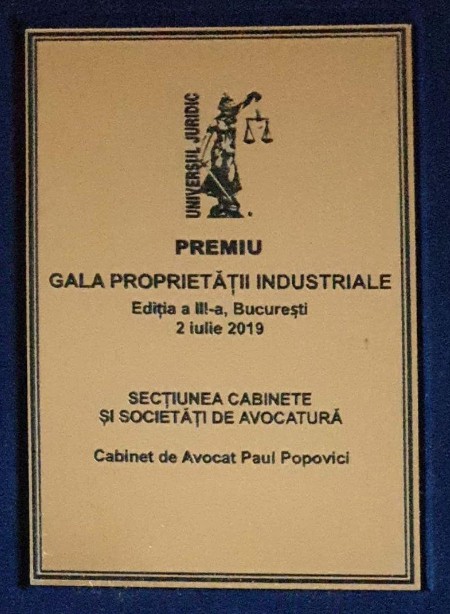 UNIVERSUL JURIDIC
PREMIU
GALA PROPRIETĂȚII INDUSTRIALE
Ediția a III-a, București
2 iulie 2019
SECȚIUNEA CABINETE
ȘI SOCIETĂȚI DE AVOCATURĂ
Cabinet de Avocat Paul Popovici